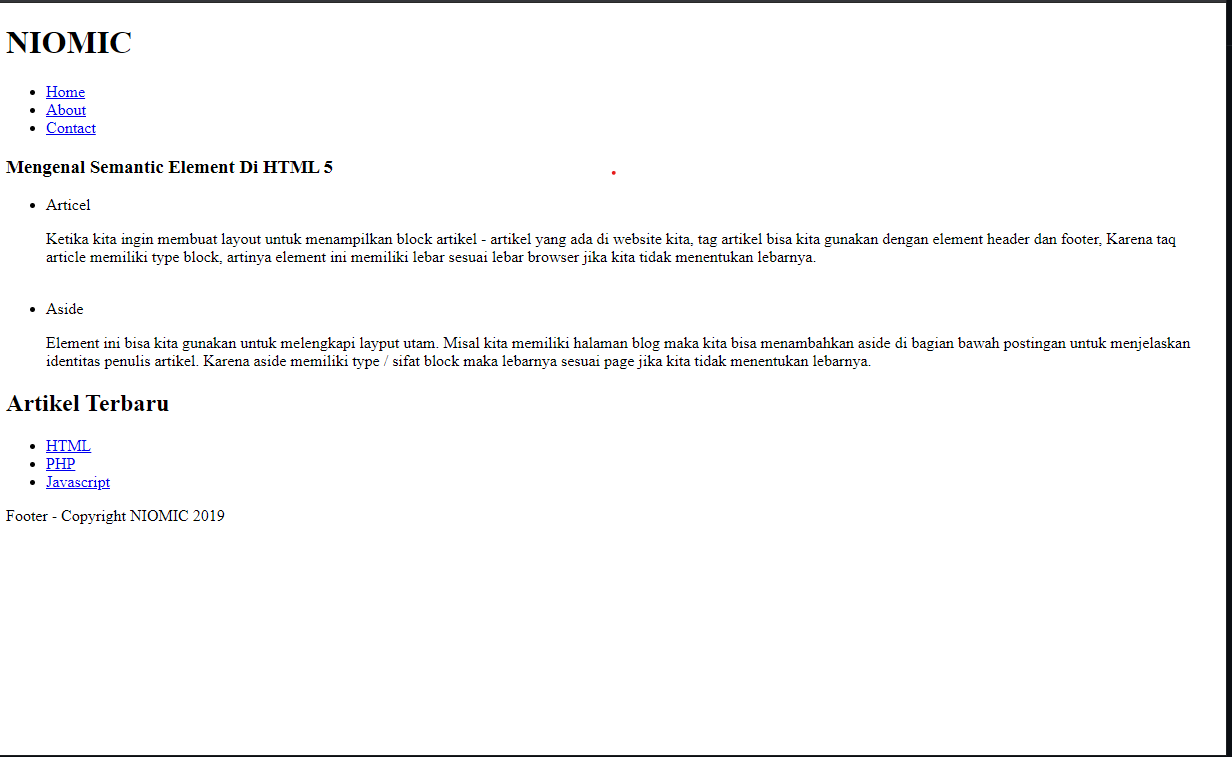 NIOMIC
Home
About
Contact
Mengenal Semantic Element Di HTML 5
Articel
Ketika kita ingin membuat layout untuk menampilkan block artikel - artikel yang ada di website kita, tag artikel bisa kita gunakan dengan element header dan footer, Karena taq
article memiliki type block, artinya element ini memiliki lebar sesuai lebar browser jika kita tidak menentukan lebarnya.
Aside
Element ini bisa kita gunakan untuk melengkapi layput utam. Misal kita memiliki halaman blog maka kita bisa menambahkan aside di bagian bawah postingan untuk menjelaskan
identitas penulis artikel. Karena aside memiliki type / sifat block maka lebarnya sesuai page jika kita tidak menentukan lebarnya.
Artikel Terbaru
HTML
PHP
Javascript
Footer - Copyright NIOMIC 2019